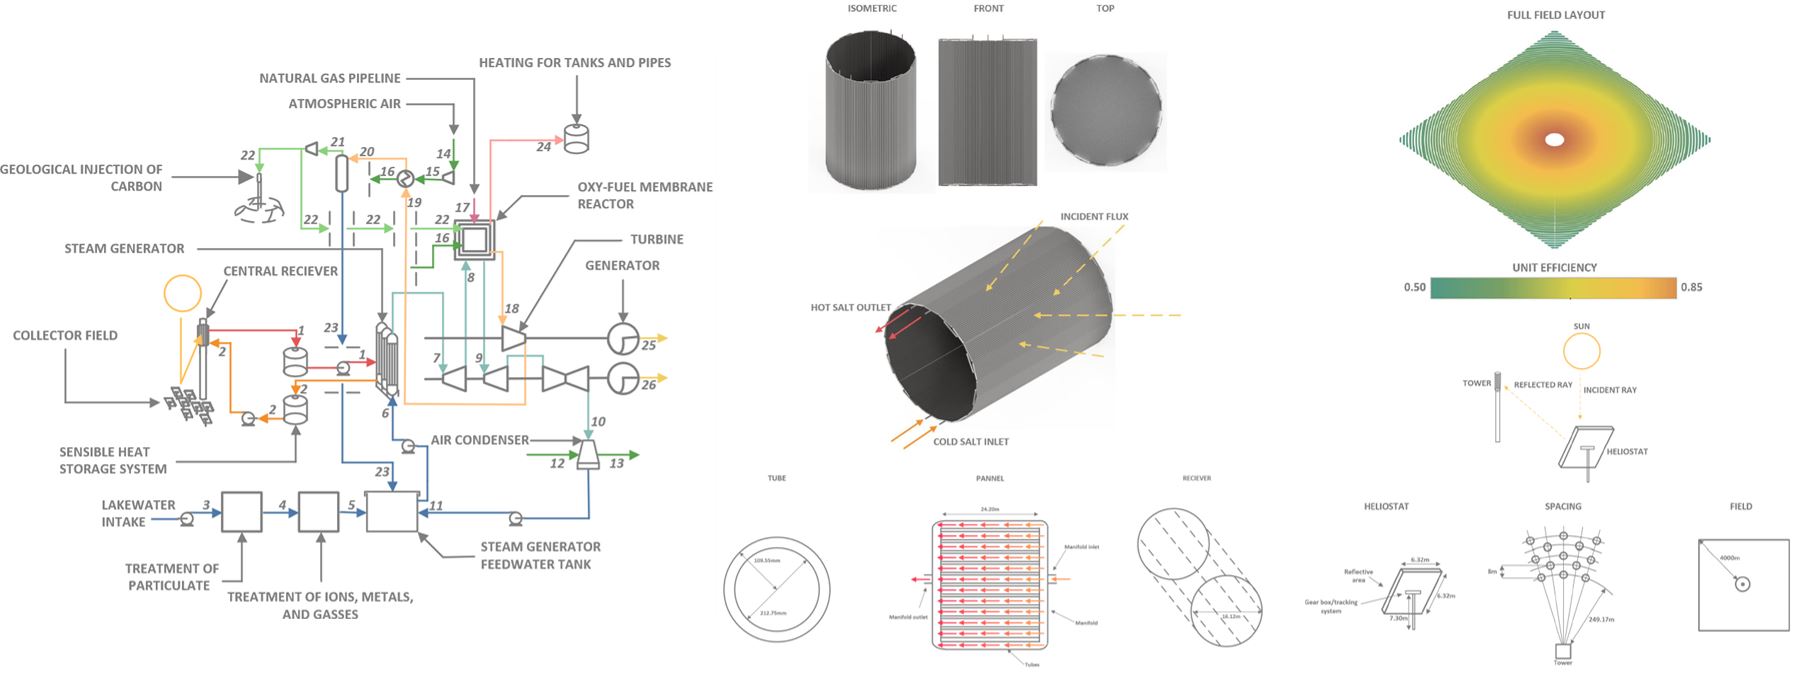 HEATING FOR TANKS AND PIPES
NATURAL GAS PIPELINE
ATMOSPHERIC AIR
14
24
21
20
22
16
15
GEOLOGICAL INJECTION OF
CARBON
OXY-FUEL MEMBRANE
REACTOR
19
17
22
22
22
16
STEAM GENERATOR
TURBINE
GENERATOR
CENTRAL RECIEVER
8
18
COLLECTOR FIELD
23
1
2
1
7
9
25
26
2
2
6
10
AIR CONDENSER
12
13
SENSIBLE HEAT
STORAGE SYSTEM
23
LAKEWATER
INTAKE
3
4
5
11
STEAM GENERATOR
FEEDWATER TANK
TREATMENT OF
PARTICULATE
TREATMENT OF IONS, METALS,
AND GASSES
ISOMETRIC
FRONT
TOP
INCIDENT FLUX
HOT SALT OUTLET
COLD SALT INLET
TUBE
109.55mm
212.75mm
PANNEL
24.20m
Manifold inlet
Manifold outlet
Manifold
Tubes
RECIEVER
16.12m
FULL FIELD LAYOUT
UNIT EFFICIENCY
0.50
0.85
SUN
TOWER
REFLECTED RAY
INCIDENT RAY
HELIOSTAT
HELIOSTAT
6.32m
Reflective
area
6.32m
Gear box/tracking
system
7.30m
SPACING
8m
249.17m
Tower
FIELD
4000m